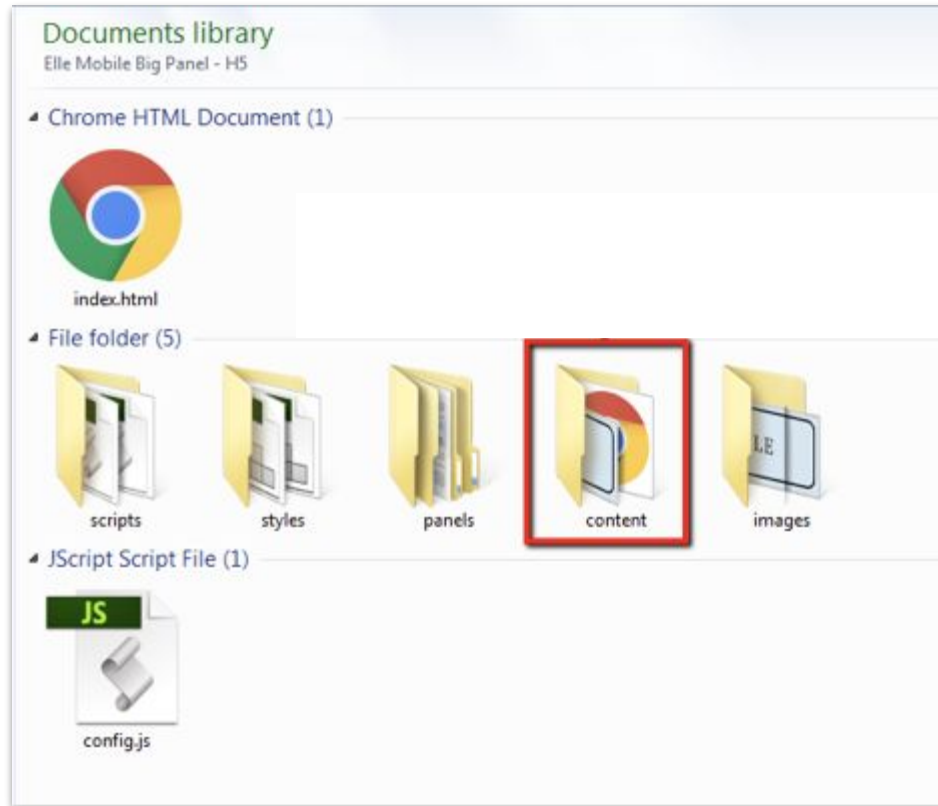 Documents library
Elle Mobile Big Panel - H5
Chrome HTML Document (1)
index.html
File folder (5)
scripts
styles
panels
content
images
LE
JScript Script File (1)
JS
config.js